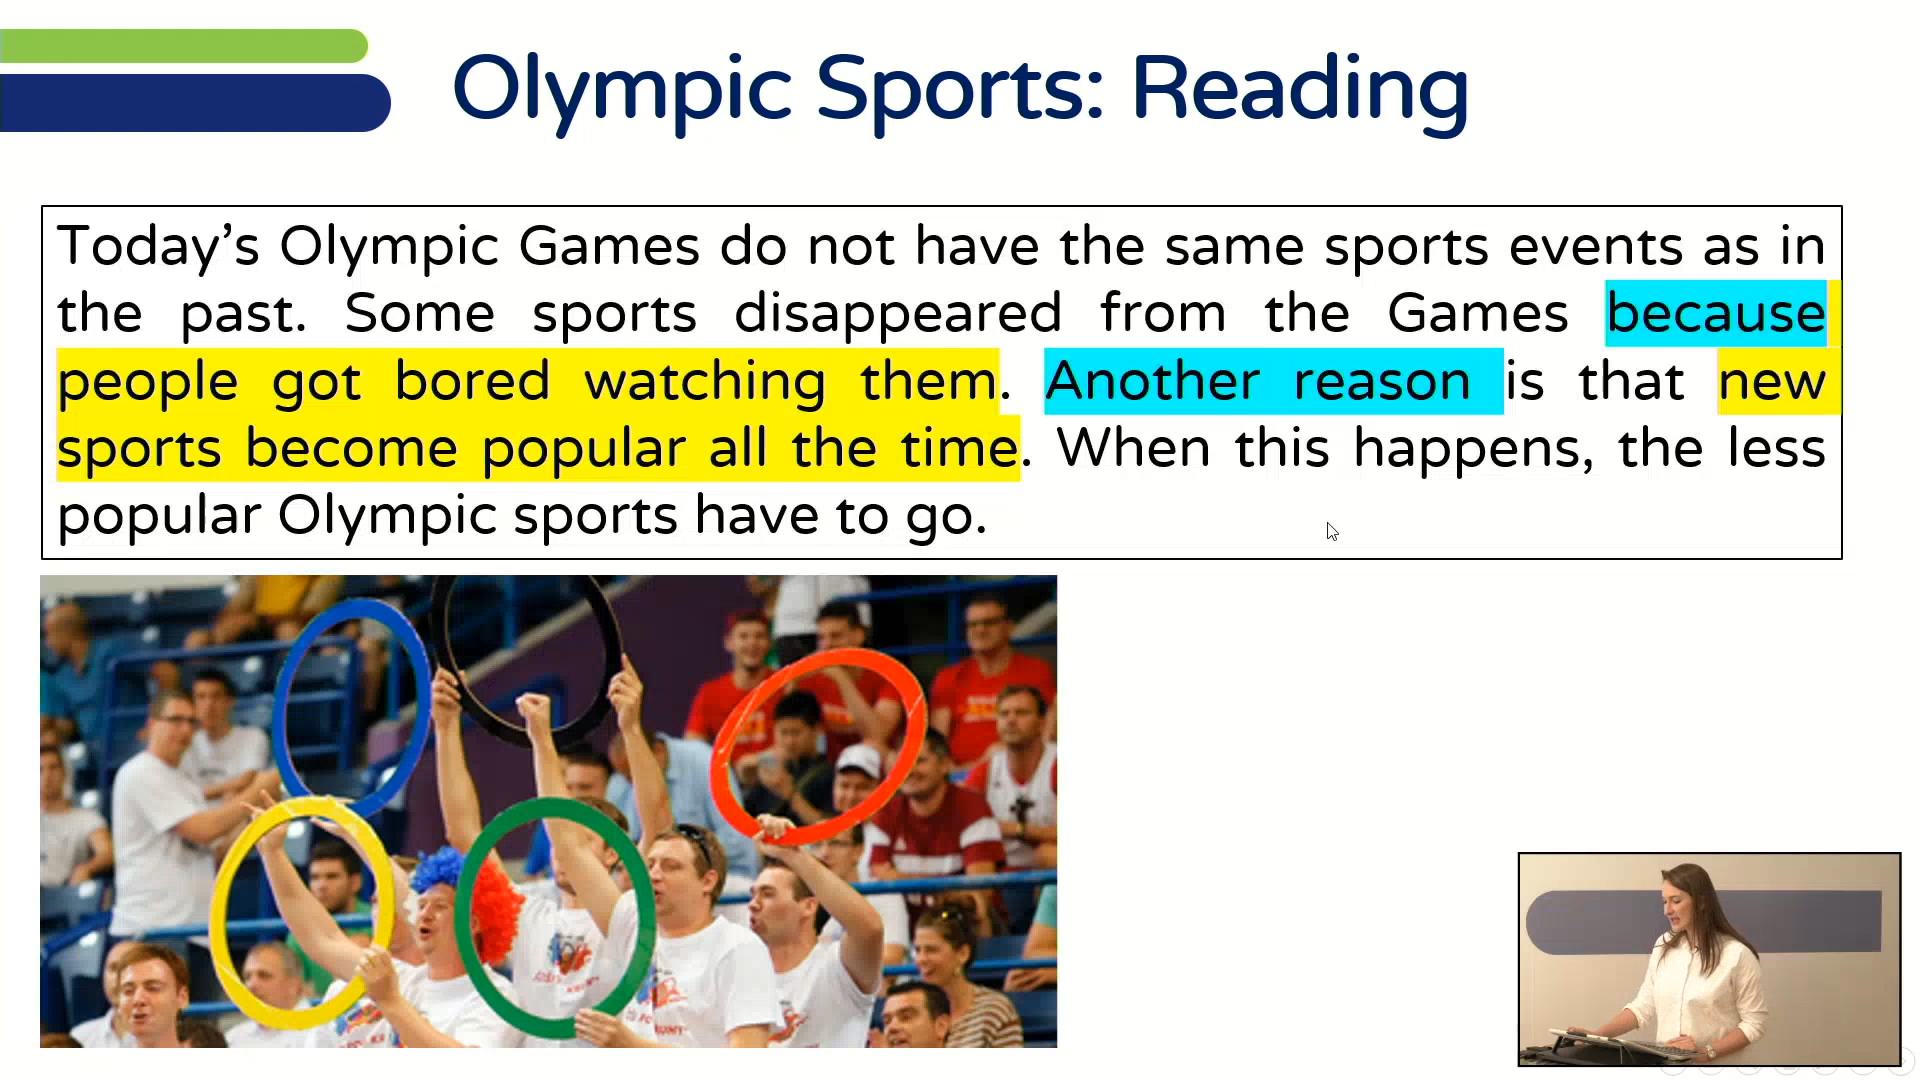 Olympic Sports: Reading
Today's Olympic Games do not have the same sports events as in
the past. Some sports disappeared from the Games because
people got bored watching them. Another reason is that new
sports become popular all the time. When this happens, the less
popular Olympic sports have to go.